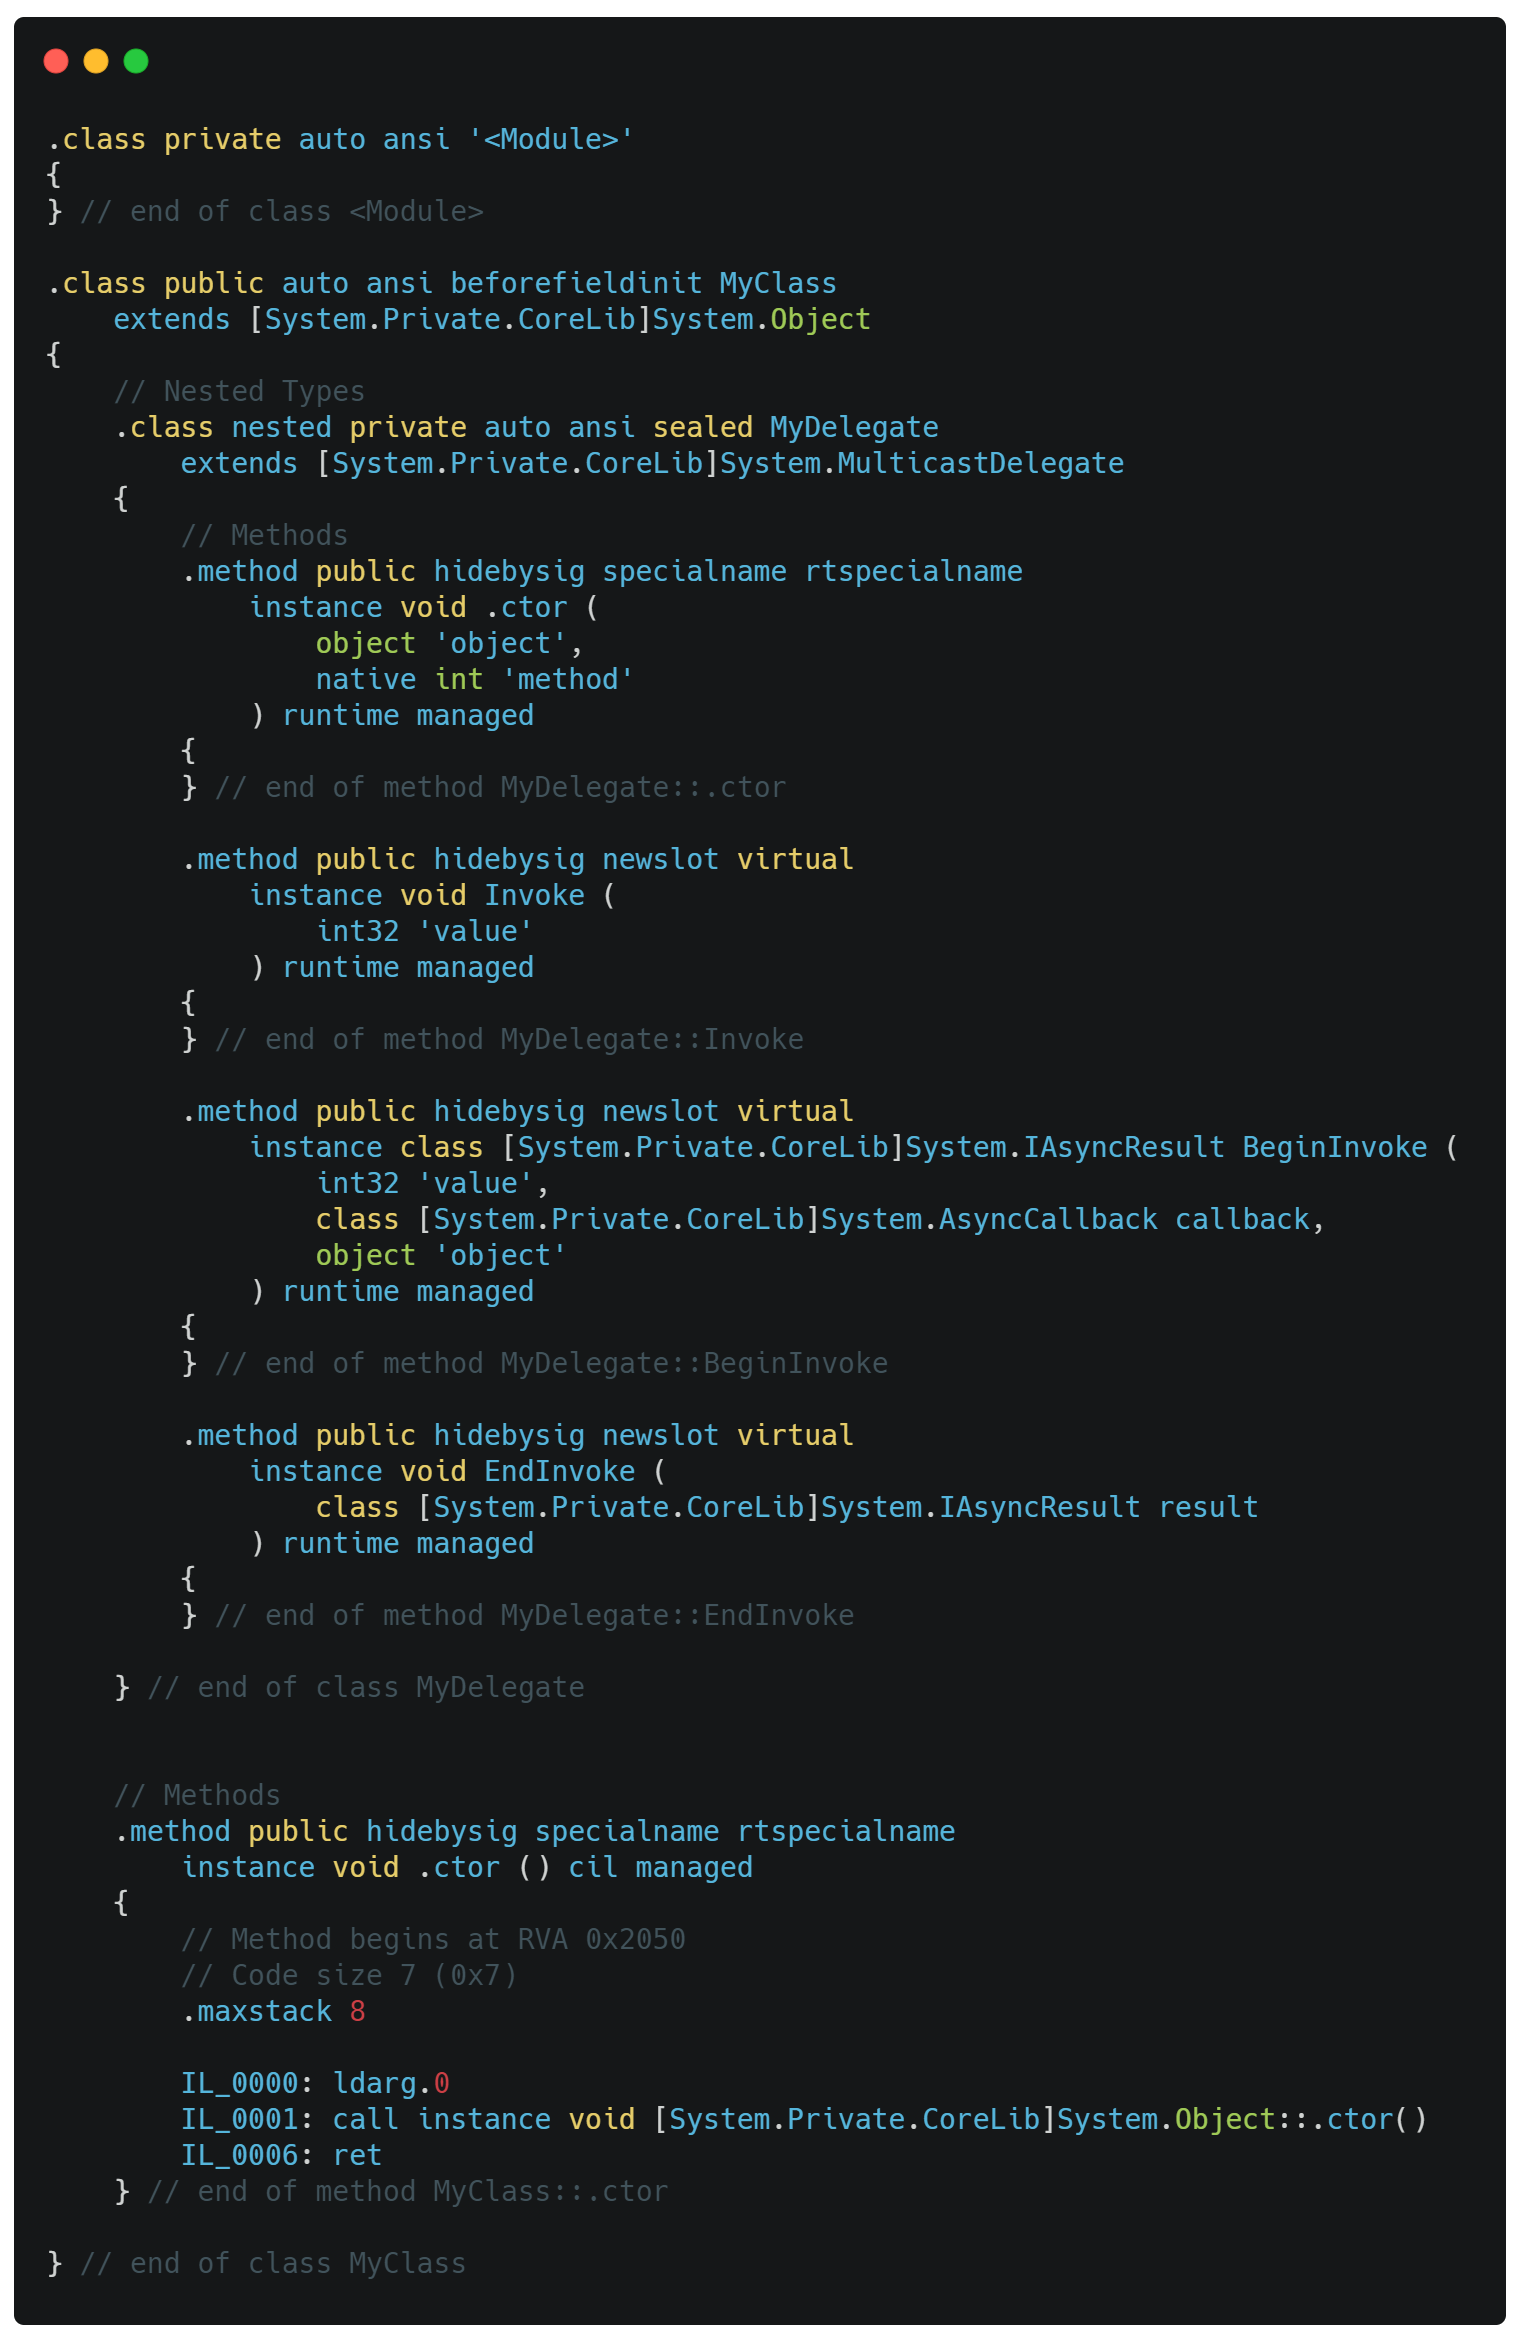 .class private auto ansi '<Module>'
{
} // end of class <Module>

.class public auto ansi beforefieldinit MyClass
    extends [System.Private.CoreLib]System.Object
{
    // Nested Types
    .class nested private auto ansi sealed MyDelegate
        extends [System.Private.CoreLib]System.MulticastDelegate
    {
        // Methods
        .method public hidebysig specialname rtspecialname
            instance void .ctor (
                object 'object',
                native int 'method'
            ) runtime managed
        {
        } // end of method MyDelegate::.ctor

        .method public hidebysig newslot virtual
            instance void Invoke (
                int32 'value'
            ) runtime managed
        {
        } // end of method MyDelegate::Invoke

        .method public hidebysig newslot virtual
            instance class [System.Private.CoreLib]System.IAsyncResult BeginInvoke (
                int32 'value',
                class [System.Private.CoreLib]System.AsyncCallback callback,
                object 'object'
            ) runtime managed
        {
        } // end of method MyDelegate::BeginInvoke

        .method public hidebysig newslot virtual
            instance void EndInvoke (
                class [System.Private.CoreLib]System.IAsyncResult result
            ) runtime managed
        {
        } // end of method MyDelegate::EndInvoke

    } // end of class MyDelegate


    // Methods
    .method public hidebysig specialname rtspecialname
        instance void .ctor () cil managed
    {
        // Method begins at RVA 0x2050
        // Code size 7 (0x7)
        .maxstack 8

        IL_0000: ldarg.0
        IL_0001: call instance void [System.Private.CoreLib]System.Object::.ctor()
        IL_0006: ret
    } // end of method MyClass::.ctor

} // end of class MyClass